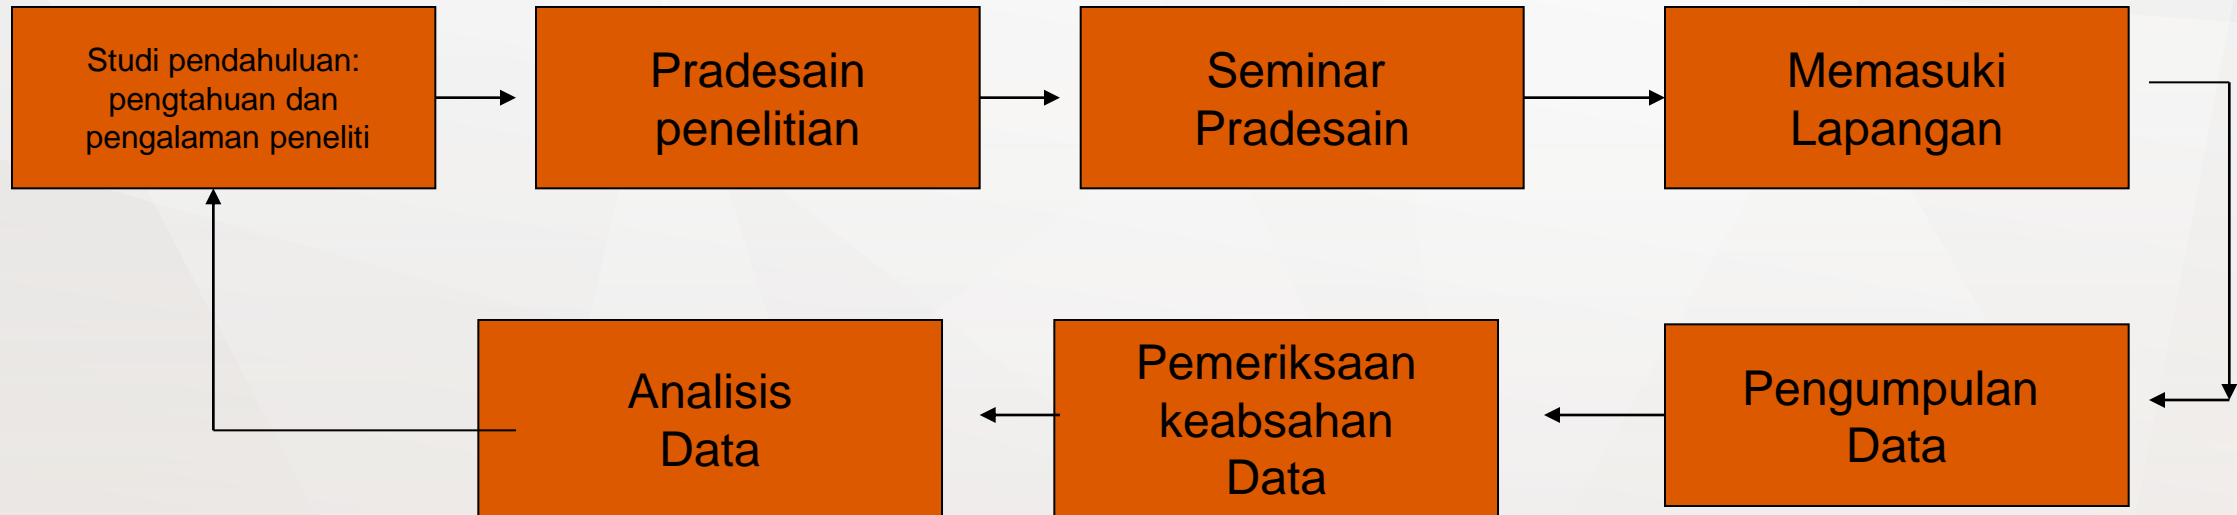 Studi pendahuluan:
pengtahuan dan
pengalaman peneliti
Pradesain
penelitian
Seminar
Pradesain
Memasuki
Lapangan
Analisis
Data
Pemeriksaan
keabsahan
Data
Pengumpulan
Data